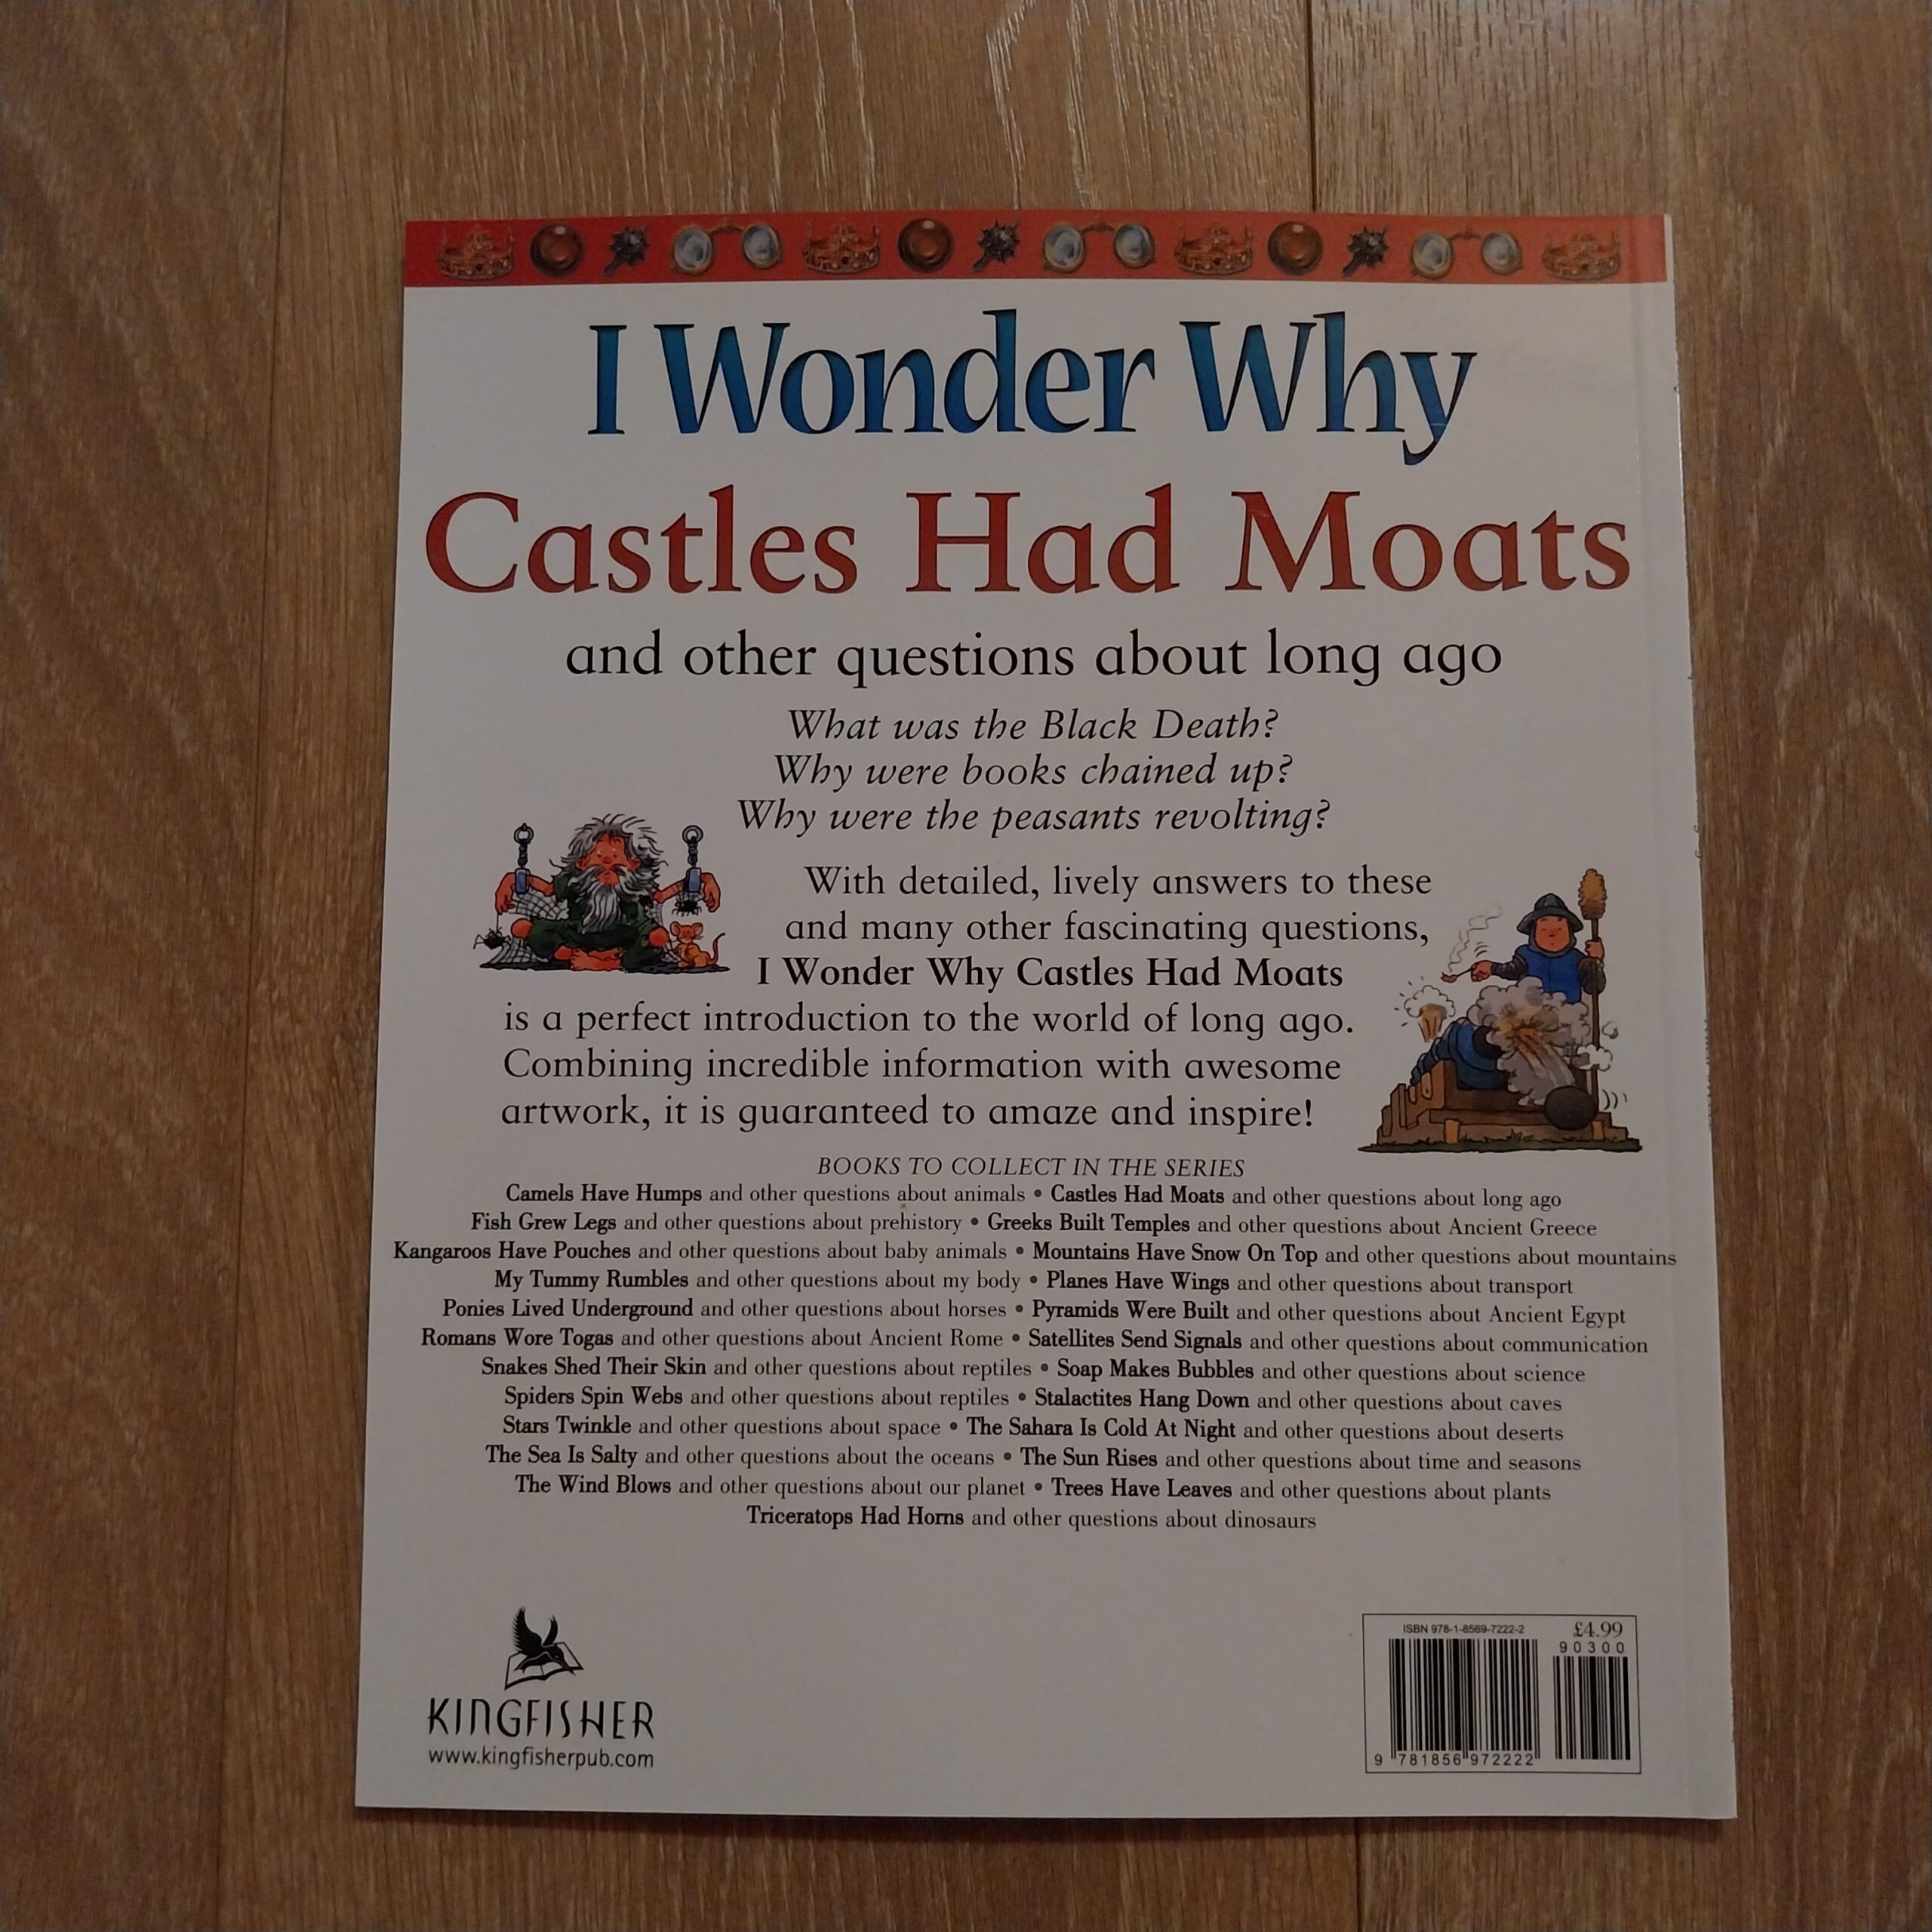 I Wonder Why
Castles Had Moats
and other questions about long ago
What was the Black Death?
Why were books chained up?
Why were the peasants revolting?
With detailed, lively answers to these
and many other fascinating questions,
I Wonder Why Castles Had Moats
is a perfect introduction to the world of long ago.
Combining incredible information with awesome
artwork, it is guaranteed to amaze and inspire!
BOOKS TO COLLECT IN THE SERIES
Camels Have Humps and other questions about animals • Castles Had Moats and other questions about long ago
Fish Grew Legs and other questions about prehistory • Greeks Built Temples and other questions about Ancient Greece
Kangaroos Have Pouches and other questions about baby animals • Mountains Have Snow On Top and other questions about mountains
My Tummy Rumbles and other questions about my body • Planes Have Wings and other questions about transport
Ponies Lived Underground and other questions about horses • Pyramids Were Built and other questions about Ancient Egypt
Romans Wore Togas and other questions about Ancient Rome • Satellites Send Signals and other questions about communication
Snakes Shed Their Skin and other questions about reptiles • Soap Makes Bubbles and other questions about science
Spiders Spin Webs and other questions about reptiles • Stalactites Hang Down and other questions about caves
Stars Twinkle and other questions about space • The Sahara Is Cold At Night and other questions about deserts
The Sea Is Salty and other questions about the oceans • The Sun Rises and other questions about time and seasons
The Wind Blows and other questions about our planet • Trees Have Leaves and other questions about plants
Triceratops Had Horns and other questions about dinosaurs
KINGFISHER
www.kingfisherpub.com
ISBN 978-1-8569-7222-2
£4.99
90300
9 781856 972222